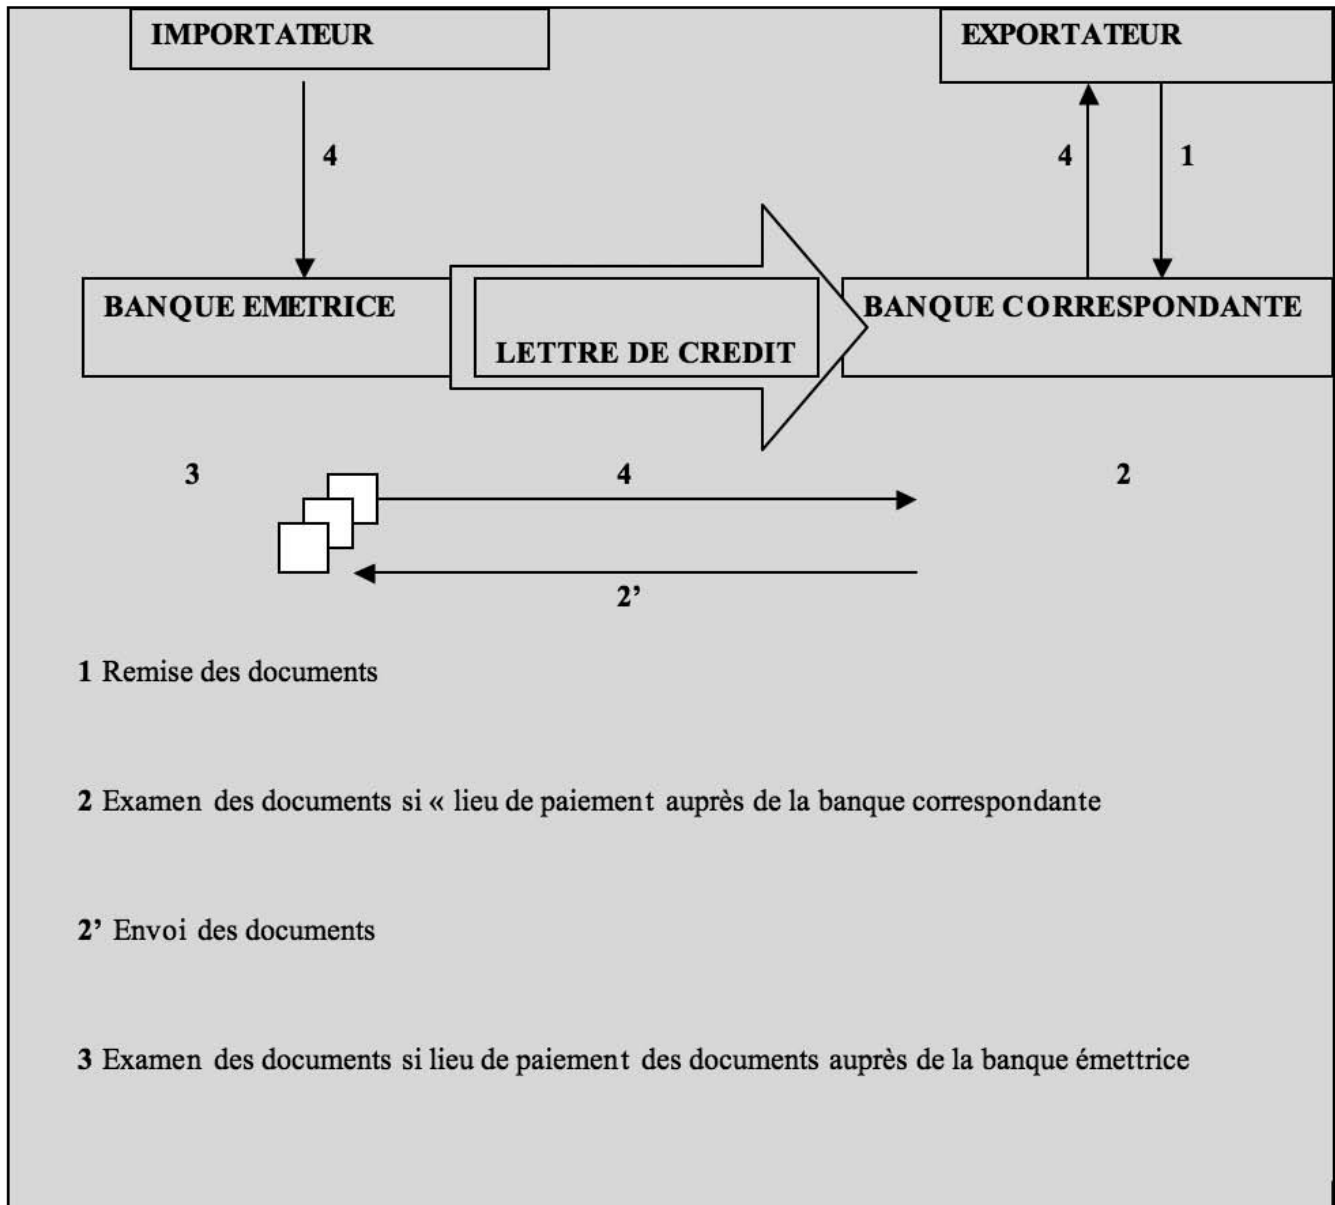 IMPORTATEUR
EXPORTATEUR
4
4
1
BANQUE EMETRICE
LETTRE DE CREDIT
BANQUE CORRESPONDANTE
3
4
2
2’
1 Remise des documents
2 Examen des documents si « lieu de paiement auprès de la banque correspondante
2’ Envoi des documents
3 Examen des documents si lieu de paiement des documents auprès de la banque émettrice